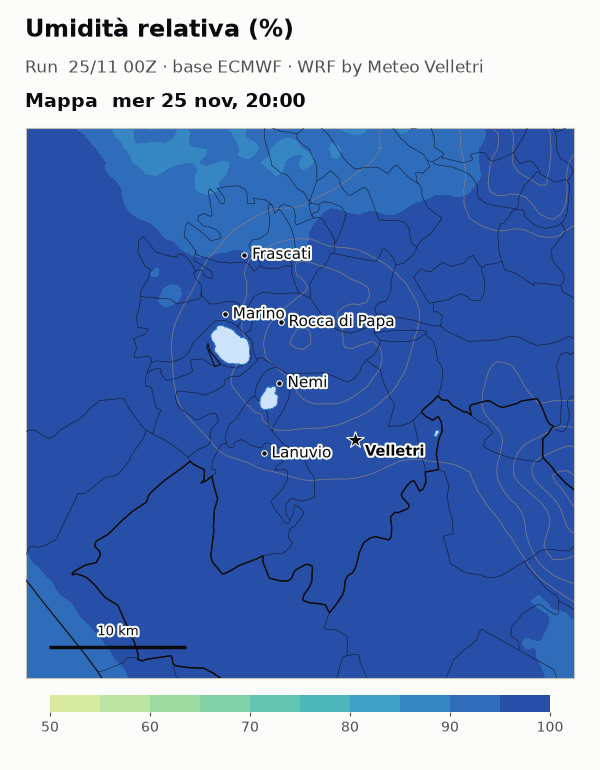 Umidità relativa (%)
Run  25/11 00Z · base ECMWF · WRF by Meteo Velletri
Mappa  mer 25 nov, 20:00
Frascati
Marino
Rocca di Papa
Nemi
Velletri
Lanuvio
10 km
50 60 70 80 90 100